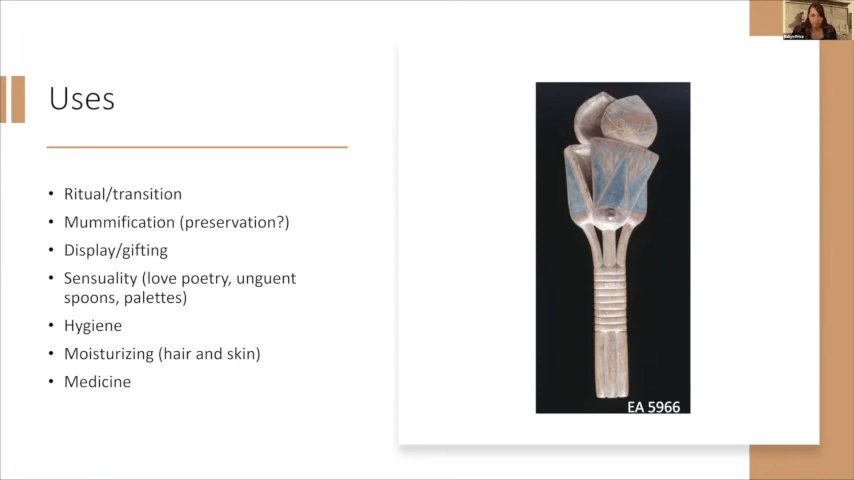 Uses
• Ritual/transition
• Mummification (preservation?)
• Display/gifting
• Sensuality (love poetry, unguent
spoons, palettes)
• Hygiene
• Moisturizing (hair and skin)
• Medicine
EA 5966